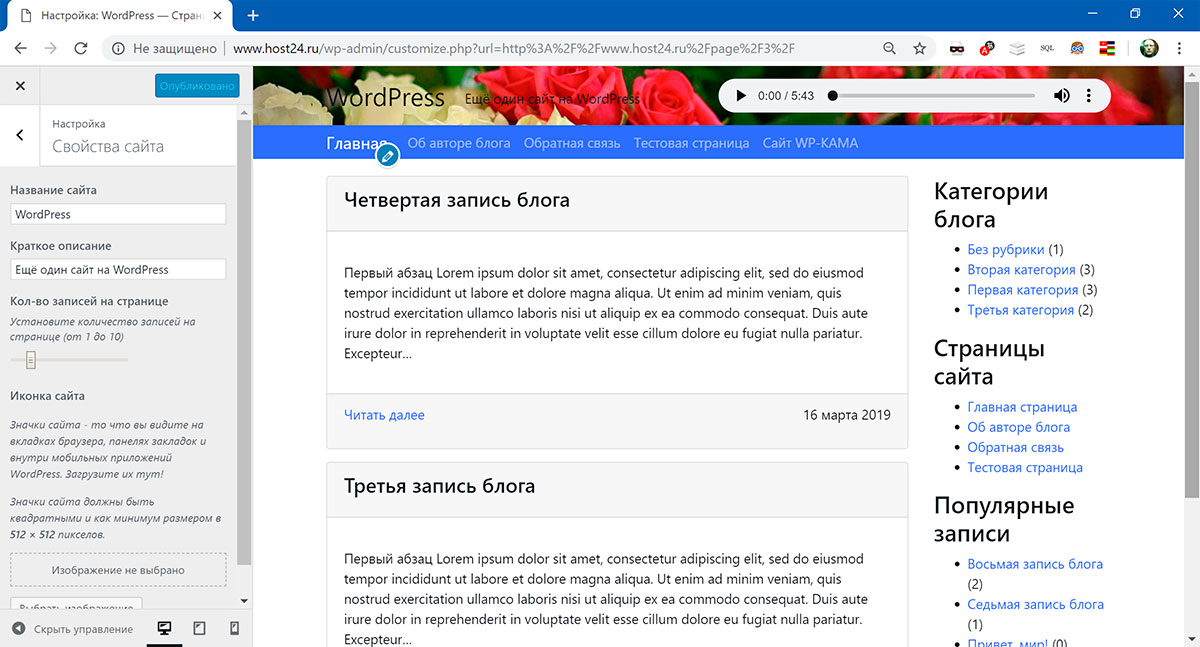 Настройка: WordPress — Стран
Не защищено | www.host24.ru/wp-admin/customize.php?url=http%3A%2F%2Fwww.host24.ru%2Fpage%2F3%2F
SQL
Опубликовано
Настройка
Свойства сайта
Название сайта
WordPress
Краткое описание
Ещё один сайт на WordPress
Кол-во записей на странице
Установите количество записей на
странице (от 1 до 10)
Иконка сайта
Значки сайта - то что вы видите на
вкладках браузера, панелях закладок и
внутри мобильных приложений
WordPress. Загрузите их тут!
Значки сайта должны быть
квадратными и как минимум размером в
512 × 512 пикселов.
Изображение не выбрано
Выбрать изображение
Скрыть управление
WordPress
Ещё один сайт на WordPress
0:00 / 5:43
Главная
Об авторе блога
Обратная связь
Тестовая страница
Сайт WP-KAMA
Четвертая запись блога
Первый абзац Lorem ipsum dolor sit amet, consectetur adipiscing elit, sed do eiusmod
tempor incididunt ut labore et dolore magna aliqua. Ut enim ad minim veniam, quis
nostrud exercitation ullamco laboris nisi ut aliquip ex ea commodo consequat. Duis aute
irure dolor in reprehenderit in voluptate velit esse cillum dolore eu fugiat nulla pariatur.
Excepteur...
Читать далее
16 марта 2019
Третья запись блога
Первый абзац Lorem ipsum dolor sit amet, consectetur adipiscing elit, sed do eiusmod
tempor incididunt ut labore et dolore magna aliqua. Ut enim ad minim veniam, quis
nostrud exercitation ullamco laboris nisi ut aliquip ex ea commodo consequat. Duis aute
irure dolor in reprehenderit in voluptate velit esse cillum dolore eu fugiat nulla pariatur.
Excepteur...
Категории
блога
Без рубрики (1)
Вторая категория (3)
Первая категория (3)
Третья категория (2)
Страницы
сайта
Главная страница
Об авторе блога
Обратная связь
Тестовая страница
Популярные
записи
Восьмая запись блога
(2)
Седьмая запись блога
(1)
Привет, мир! (0)